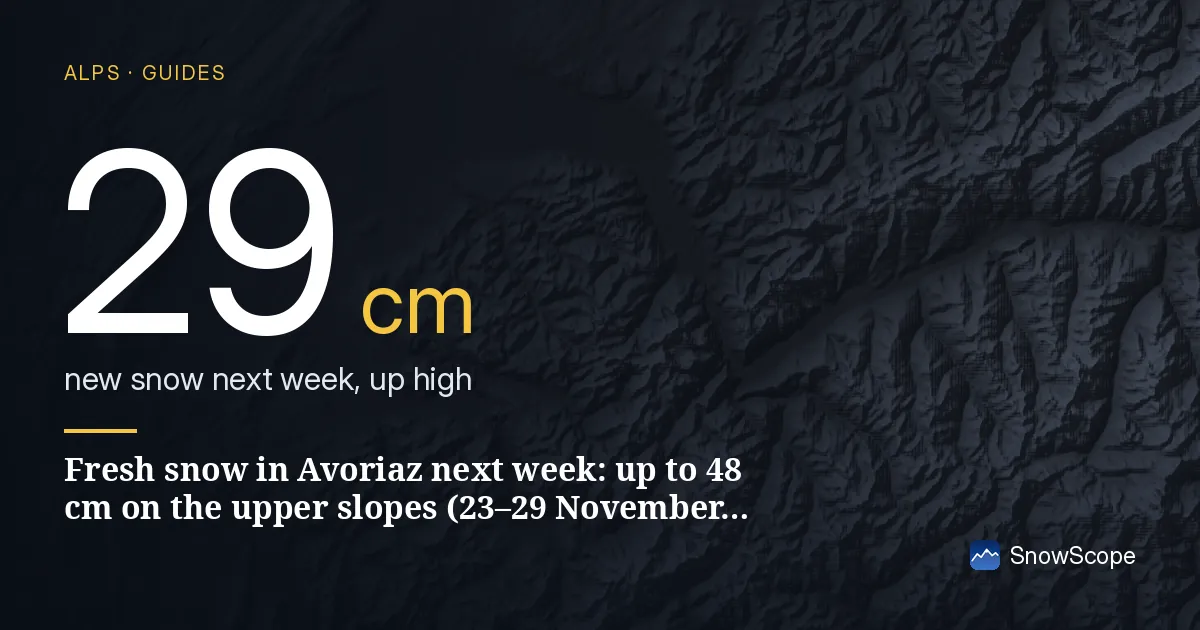 ALPS · GUIDES
29 cm
new snow next week, up high
Fresh snow in Avoriaz next week: up to 48
cm on the upper slopes (23–29 November...
SnowScope